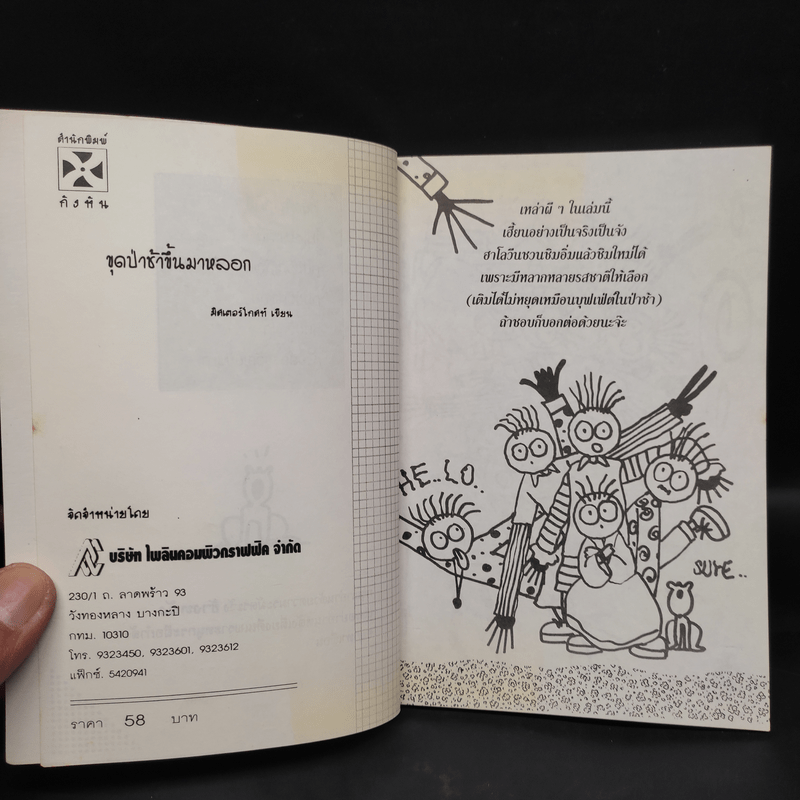 สำนักพิมพ์
กังหัน
ขุดป่าช้าขึ้นมาหลอก
มิสเตอร์โกสท์ เขียน
จัดจำหน่ายโดย
บริษัท ไพลินคอมพิวกราฟฟิค จำกัด
230/1 ถ. ลาดพร้าว 93
วังทองหลาง บางกะปิ
กทม. 10310
โทร. 9323450, 9323601, 9323612
แฟ็กซ์. 5420941
ราคา 58 บาท
เหล่าผี ๆ ในเล่มนี้
เฮี้ยนอย่างเป็นจริงเป็นจัง
ฮาโลวีนชวนชิมอิ่มแล้วชิมใหม่ได้
เพราะมีหลากหลายรสชาติให้เลือก
(เติมได้ไม่หยุดเหมือนบุฟเฟ่ต์ในป่าช้า)
ถ้าชอบก็บอกต่อด้วยนะจ๊ะ
HE..LO..
SURE..